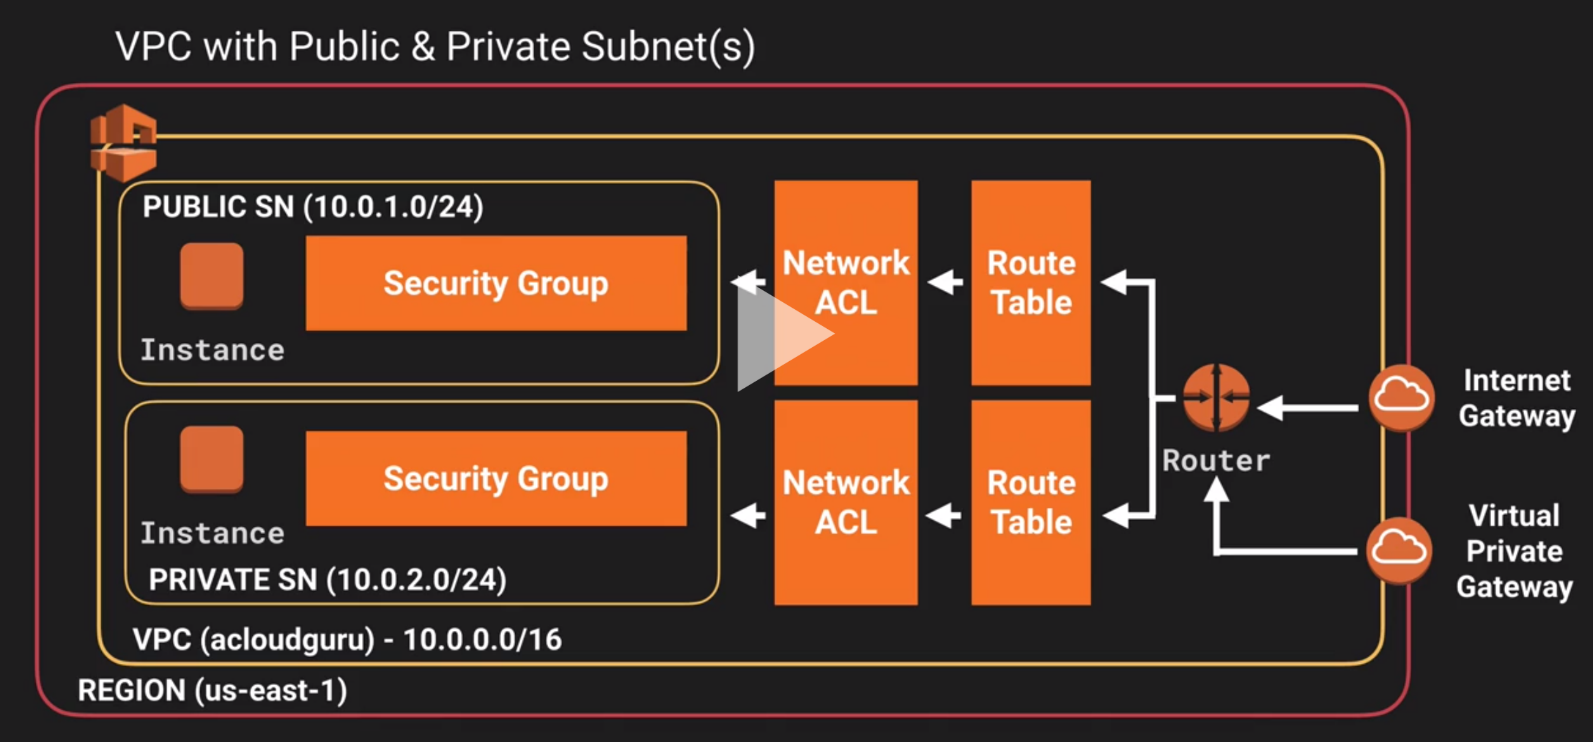 VPC with Public & Private Subnet(s)
PUBLIC SN (10.0.1.0/24)
Security Group
Instance
Network
ACL
Route
Table
Security Group
Instance
PRIVATE SN (10.0.2.0/24)
Network
ACL
Route
Table
Router
Internet
Gateway
Virtual
Private
Gateway
VPC (acloudguru) - 10.0.0.0/16
REGION (us-east-1)